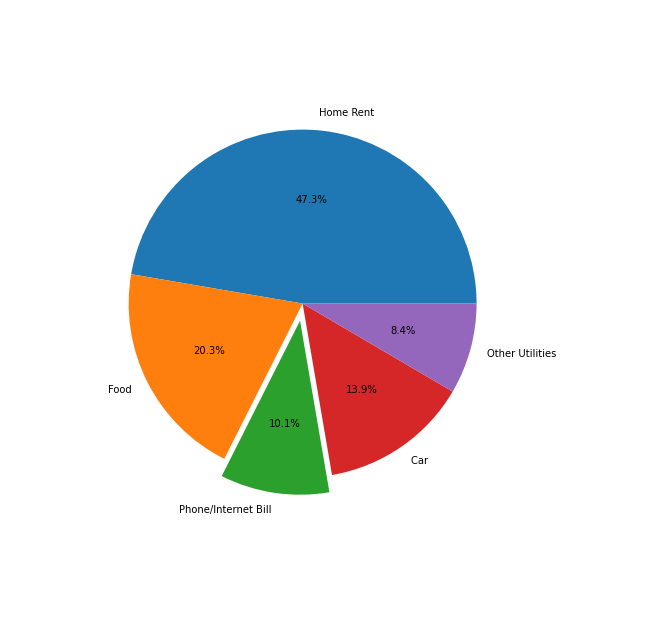 Home Rent
47.3%
8.4%
20.3%
Other Utilities
13.9%
Food
10.1%
Car
Phone/Internet Bill